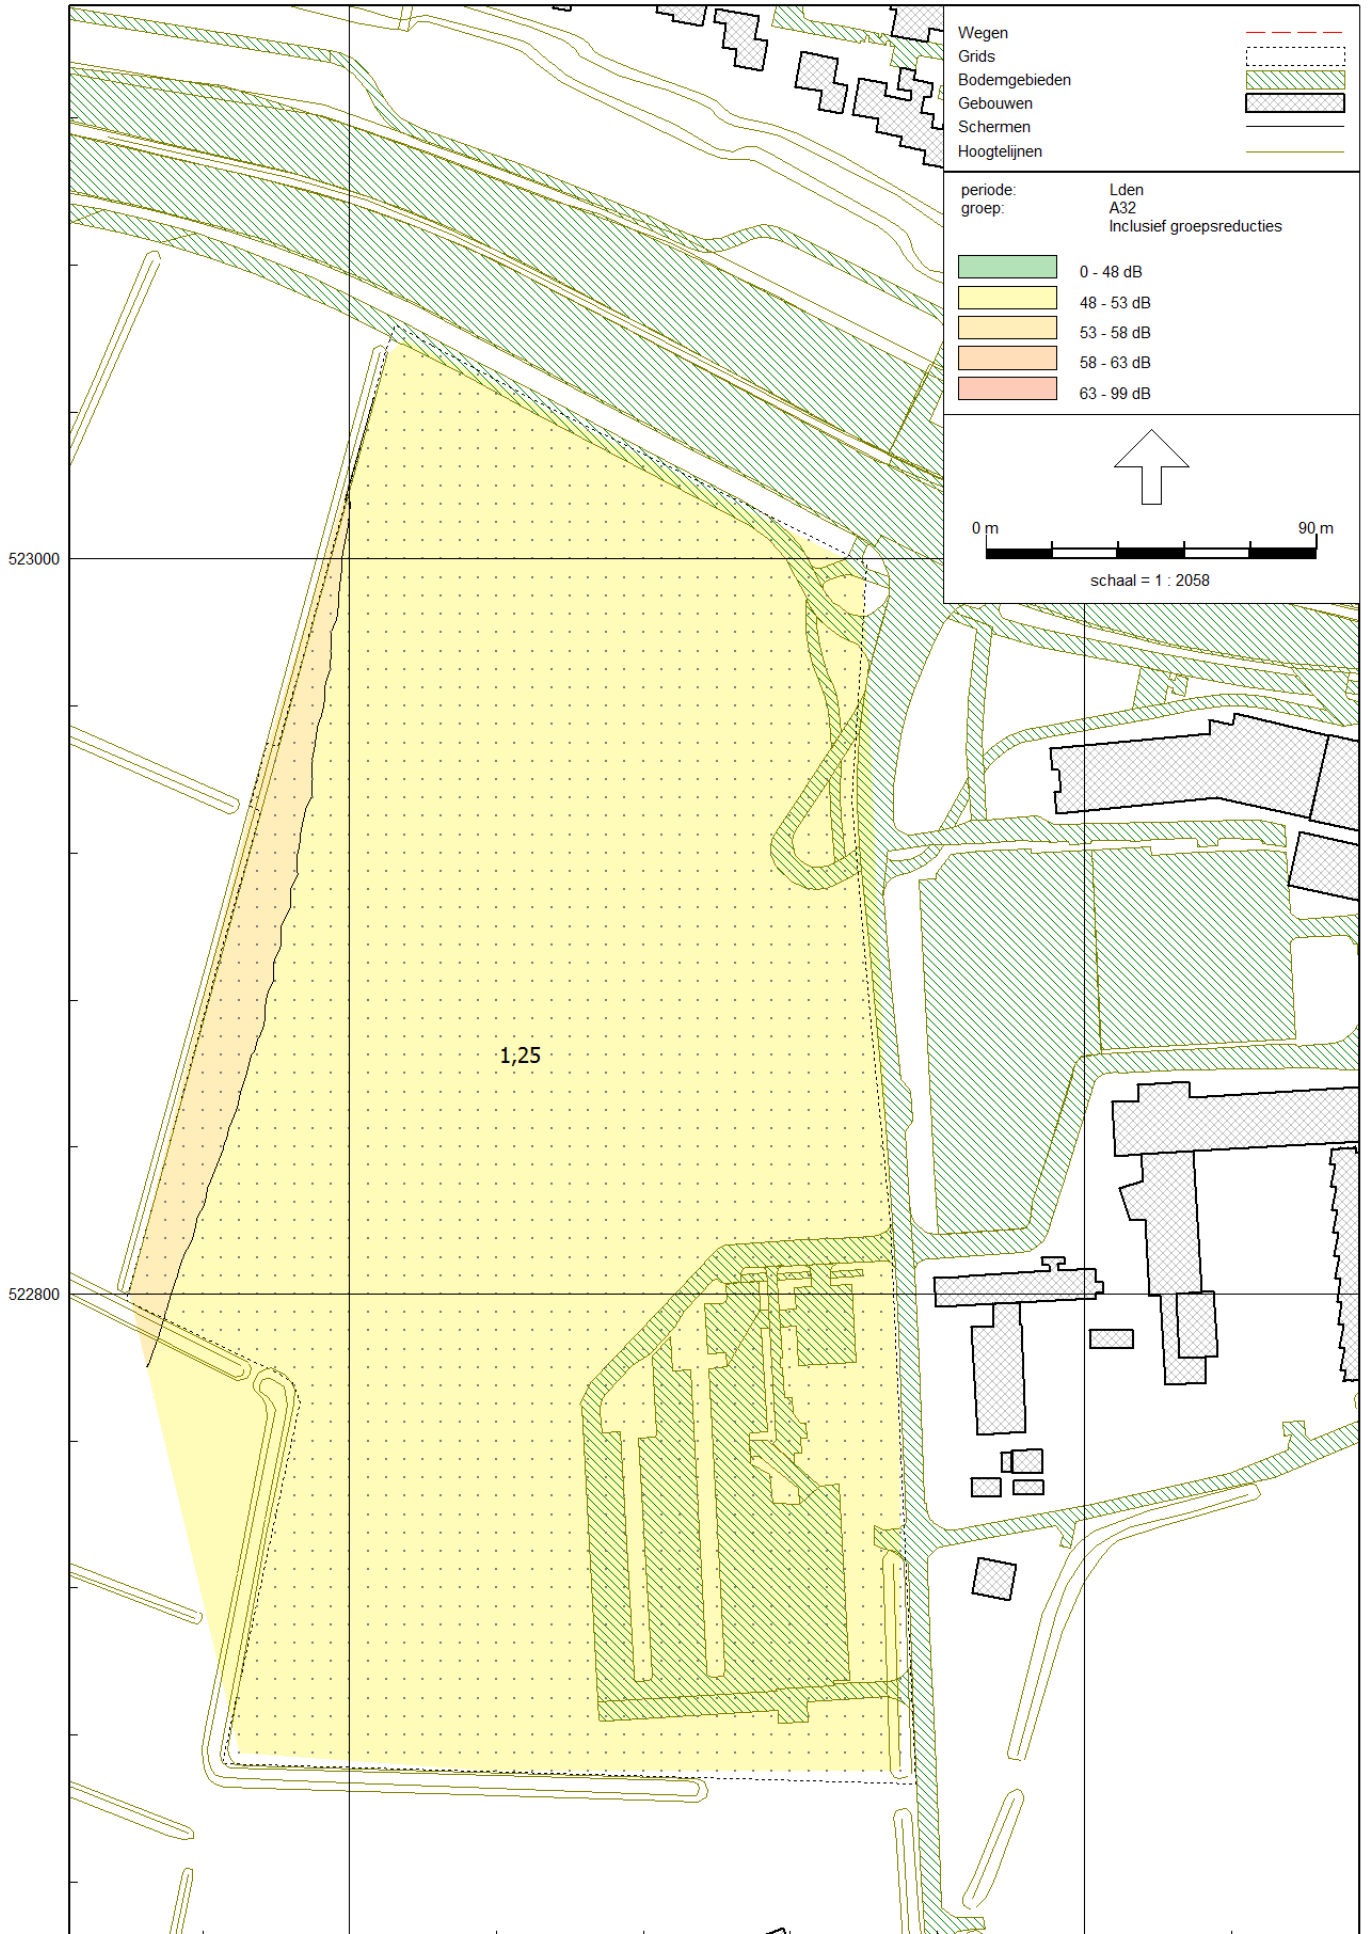 Wegen
Grids
Bodemgebieden
Gebouwen
Schermen
Hoogtelijnen
periode: Lden
groep: A32
Inclusief groepsreducties
0 - 48 dB
48 - 53 dB
53 - 58 dB
58 - 63 dB
63 - 99 dB
0 m 90 m
schaal = 1 : 2058
523000
1,25
522800